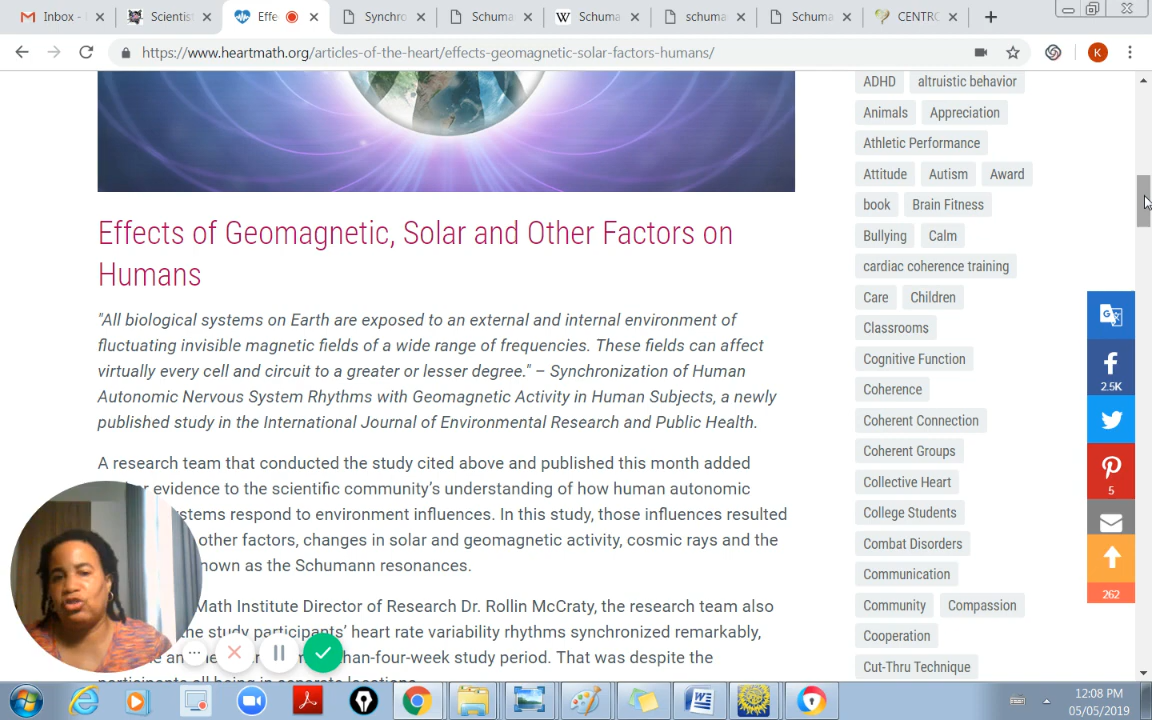 Inbox -
Scientist
Effe
Synchro
Schuma
Schuma
schuma
Schuma
CENTRO
https://www.heartmath.org/articles-of-the-heart/effects-geomagnetic-solar-factors-humans/
K
Effects of Geomagnetic, Solar and Other Factors on
Humans
"All biological systems on Earth are exposed to an external and internal environment of
fluctuating invisible magnetic fields of a wide range of frequencies. These fields can affect
virtually every cell and circuit to a greater or lesser degree." – Synchronization of Human
Autonomic Nervous System Rhythms with Geomagnetic Activity in Human Subjects, a newly
published study in the International Journal of Environmental Research and Public Health.
A research team that conducted the study cited above and published this month added
evidence to the scientific community's understanding of how human autonomic
stems respond to environment influences. In this study, those influences resulted
other factors, changes in solar and geomagnetic activity, cosmic rays and the
nown as the Schumann resonances.
Math Institute Director of Research Dr. Rollin McCraty, the research team also
the study participants' heart rate variability rhythms synchronized remarkably,
han-four-week study period. That was despite the
participants all being in separate locations.
ADHD altruistic behavior
Animals Appreciation
Athletic Performance
Attitude Autism Award
book Brain Fitness
Bullying Calm
cardiac coherence training
Care Children
Classrooms
Cognitive Function
Coherence
Coherent Connection
Coherent Groups
Collective Heart
College Students
Combat Disorders
Communication
Community Compassion
Cooperation
Cut-Thru Technique
2.5K
5
262
12:08 PM
05/05/2019